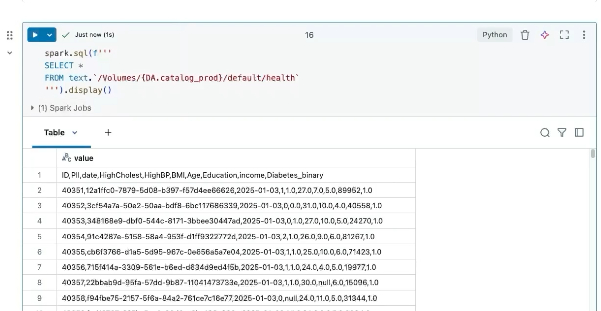 Just now (1s)
16
Python
spark.sql(f'''
SELECT *
FROM text.`/Volumes/{DA.catalog_prod}/default/health`
''').display()
(1) Spark Jobs
Table
value
1 ID,PII,date,HighCholest,HighBP,BMI,Age,Education,income,Diabetes_binary
2 40351,12a1ffc0-7879-5d08-b397-f57d4ee66626,2025-01-03,1,1.0,27.0,7.0,5.0,89952,1.0
3 40352,3cf54a7a-50e2-50aa-bdf8-6bc117686339,2025-01-03,0,0.0,31.0,10.0,4.0,40558,1.0
4 40353,348168e9-dbf0-544c-8171-3bbee30447ad,2025-01-03,0,1.0,27.0,10.0,5.0,24270,1.0
5 40354,91c4287e-5158-58a4-953f-d1ff9322772d,2025-01-03,2,1.0,26.0,9.0,6.0,81267,1.0
6 40355,cb6f3766-d1a5-5d95-967c-0e656a5a7e04,2025-01-03,1,1.0,25.0,10.0,6.0,71423,1.0
7 40356,715f414a-3309-561e-b6ed-d634d9ed4f5b,2025-01-03,1,1.0,24.0,4.0,5.0,19977,1.0
8 40357,22bbab9d-95fa-57dd-9b87-11041473733e,2025-01-03,1,1.0,30.0,null,6.0,15096,1.0
9 40358,f94fbe75-2157-5f6a-84a2-761ce7c16e77,2025-01-03,0,null,24.0,11.0,5.0,31344,1.0